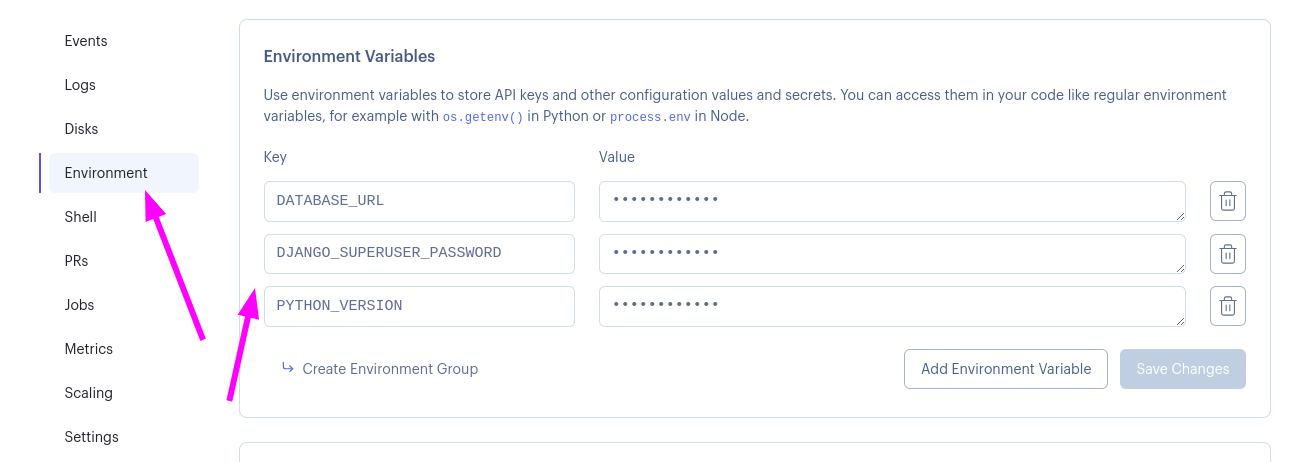 Events
Logs
Disks
Environment
Shell
PRs
Jobs
Metrics
Scaling
Settings
Environment Variables
Use environment variables to store API keys and other configuration values and secrets. You can access them in your code like regular environment
variables, for example with os.getenv() in Python or process.env in Node.
Key Value
DATABASE_URL ••••••••••••
DJANGO_SUPERUSER_PASSWORD ••••••••••••
PYTHON_VERSION ••••••••••••
Create Environment Group Add Environment Variable Save Changes